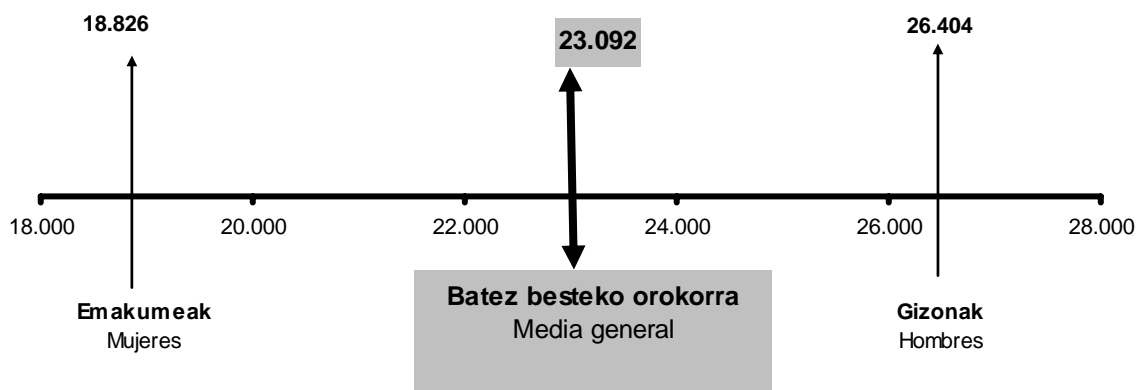 18.826
23.092
26.404
18.000 20.000 22.000 24.000 26.000 28.000
Emakumeak
Mujeres
Batez besteko orokorra
Media general
Gizonak
Hombres